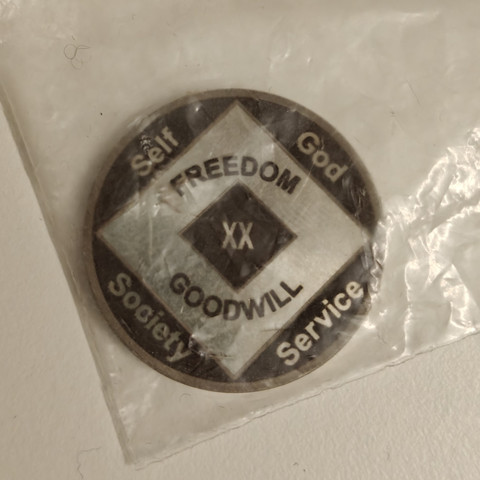 Self
God
FREEDOM
XX
GOODWILL
Society
Service